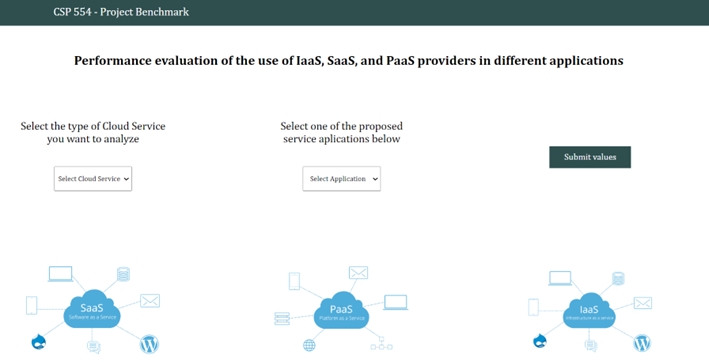 CSP 554 - Project Benchmark
Performance evaluation of the use of IaaS, SaaS, and PaaS providers in different applications
Select the type of Cloud Service
you want to analyze
Select Cloud Service
Select one of the proposed
service aplications below
Select Application
Submit values
SaaS
Software as a Service
PaaS
Platform as a Service
IaaS
Infrastructure as a service